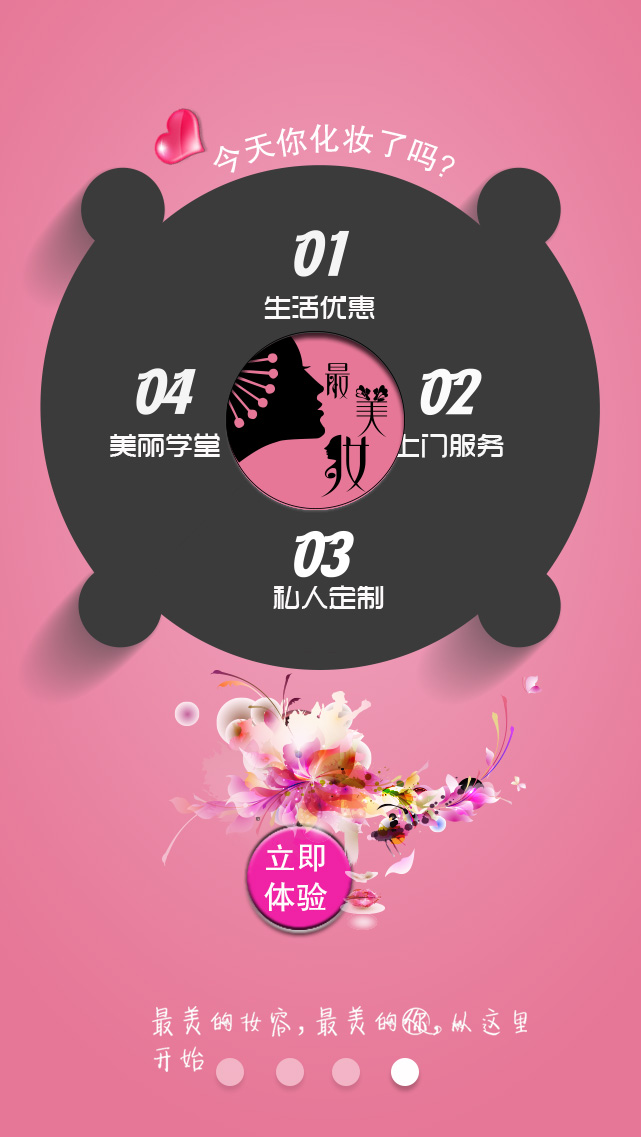 今天你化妆了吗?
01
生活优惠
04
美丽学堂
最美妆
02
上门服务
03
私人定制
立即
体验
最美的妆容,最美的你,从这里
开始